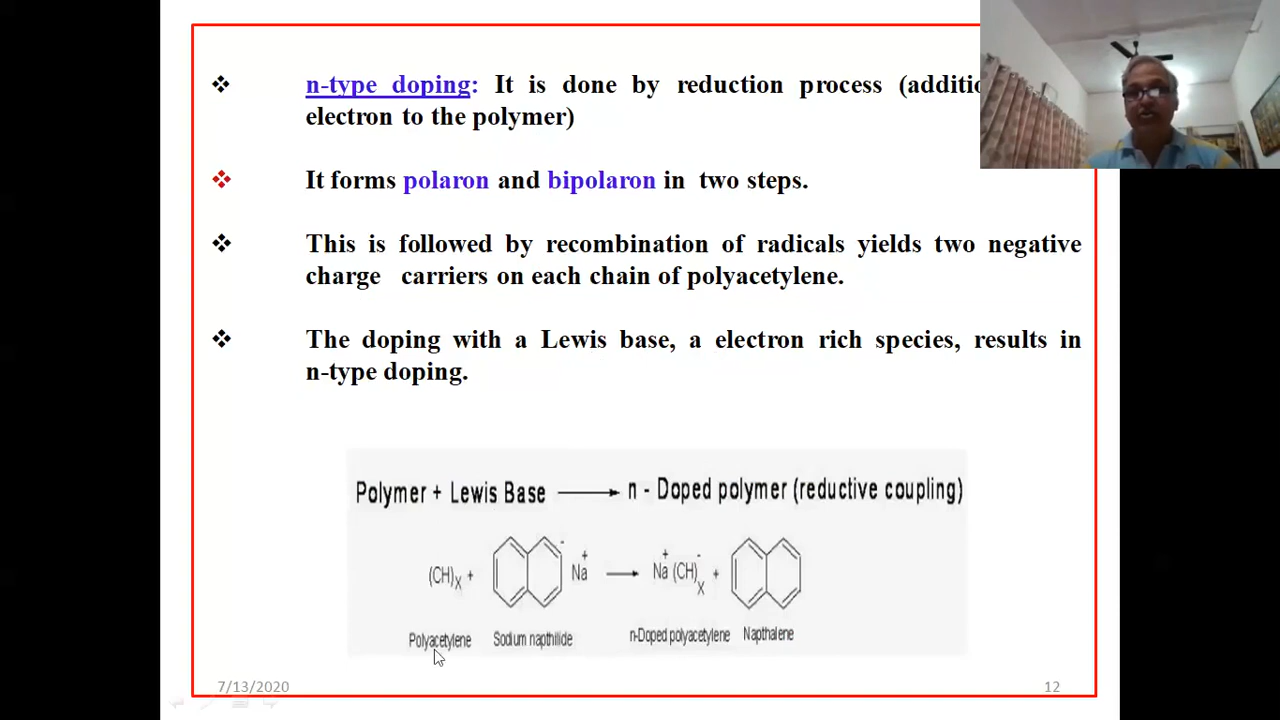 n-type doping: It is done by reduction process
electron to the polymer)
It forms polaron and bipolaron in two steps.
This is followed by recombination of radicals yields two negative
charge carriers on each chain of polyacetylene.
The doping with a Lewis base, a electron rich species, results in
n-type doping.
Polymer + Lewis Base → n - Doped polymer (reductive coupling)
(CH)x + - Na+ → Na+ (CH)x- +
Polyacetylene Sodium napthilide n-Doped polyacetylene Napthalene
7/13/2020 12